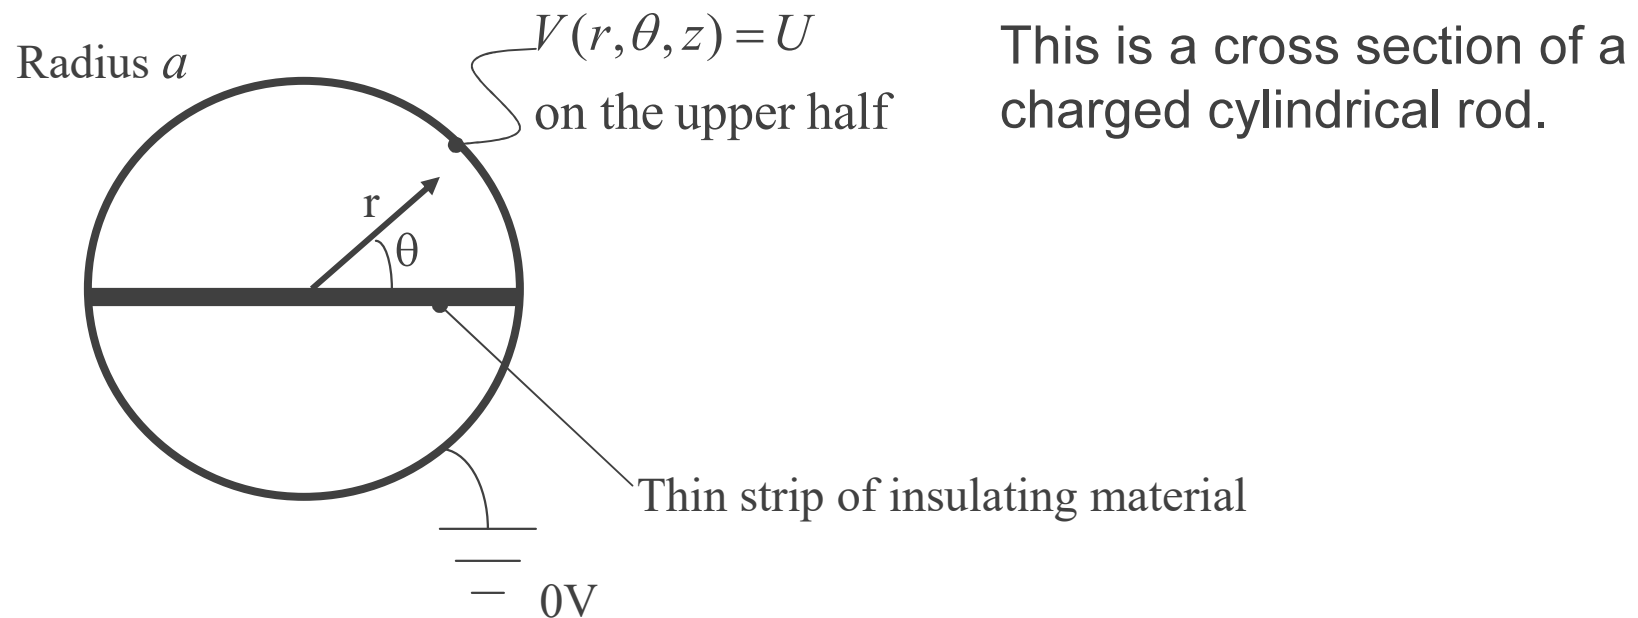 Radius a
V(r,θ,z) = U
on the upper half
This is a cross section of a
charged cylindrical rod.
r
θ
Thin strip of insulating material
0V